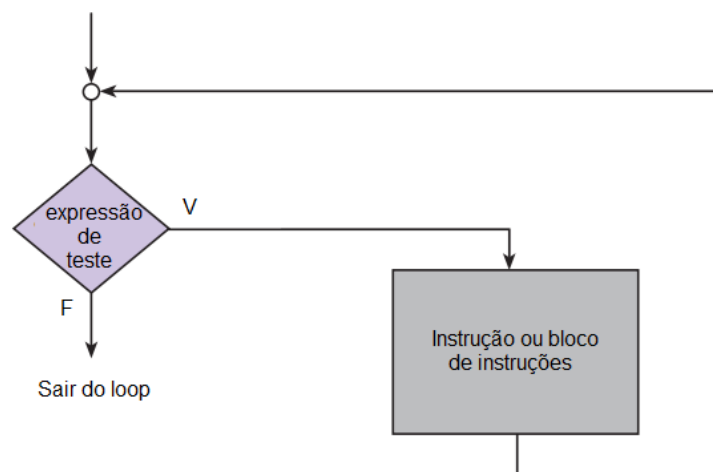 expressão
de
teste
V
F
Instrução ou bloco
de instruções
Sair do loop